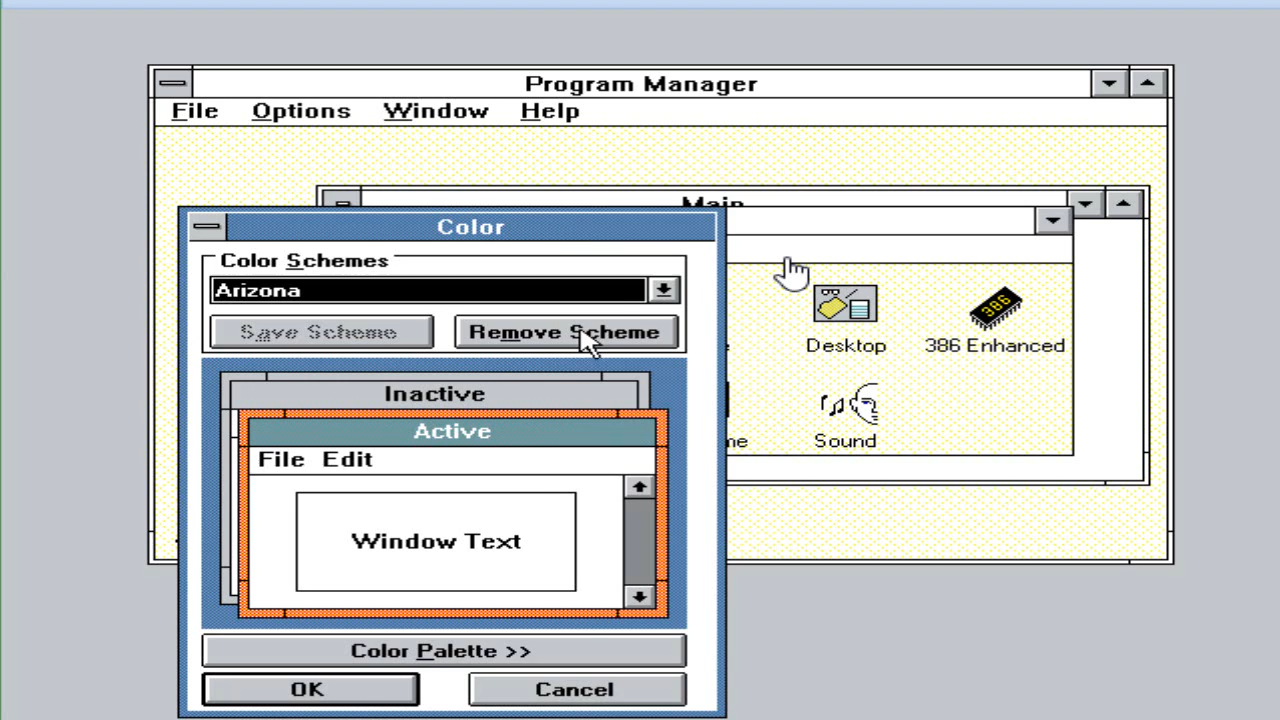 Program Manager
File Options Window Help
Main
Color
Color Schemes
Arizona
Save Scheme Remove Scheme
Desktop 386 Enhanced
386
Inactive
Active
File Edit
Sound
Window Text
Color Palette >>
OK Cancel